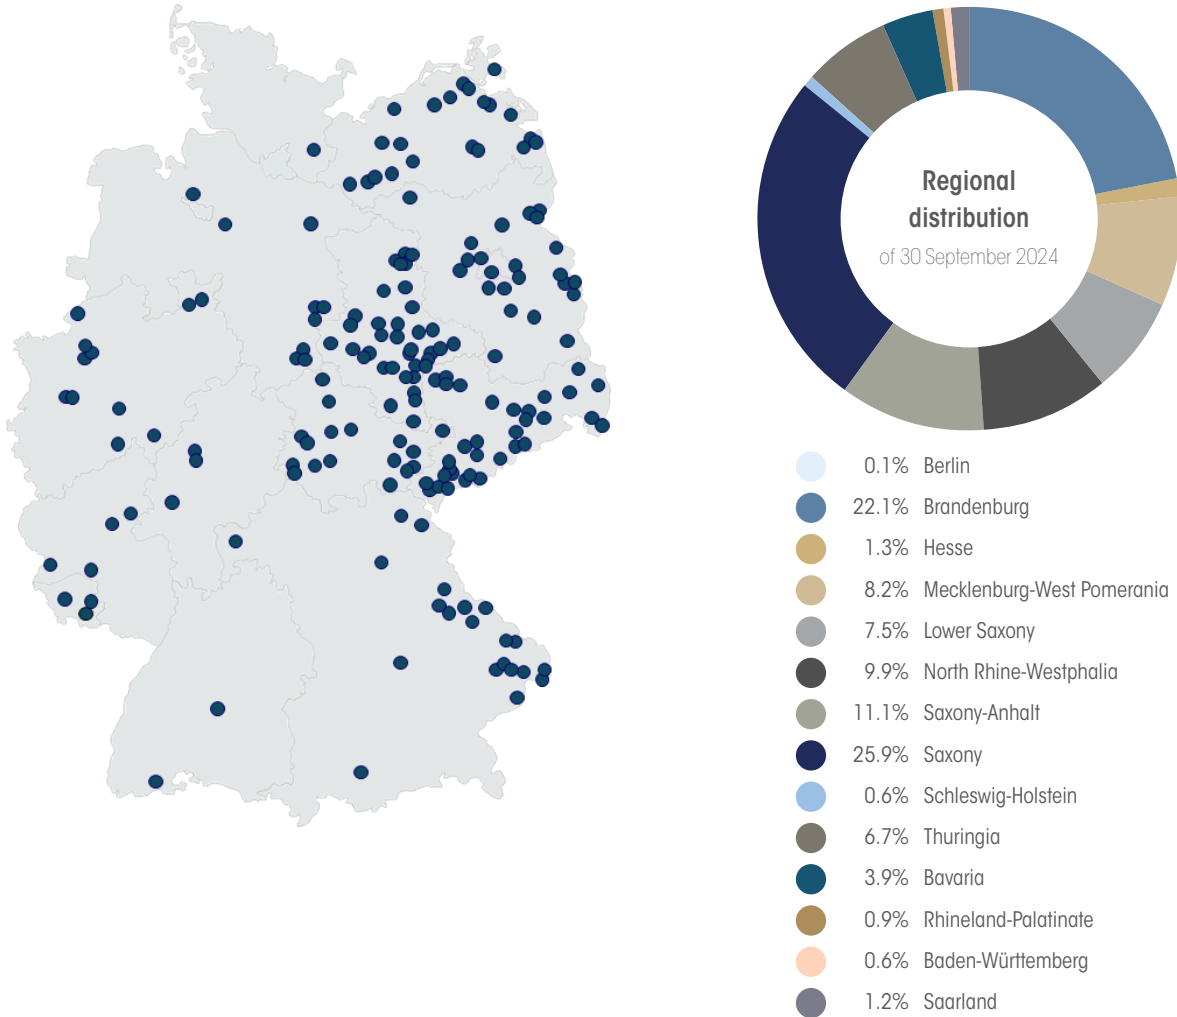 Regional
distribution
of 30 September 2024
0.1% Berlin
22.1% Brandenburg
1.3% Hesse
8.2% Mecklenburg-West Pomerania
7.5% Lower Saxony
9.9% North Rhine-Westphalia
11.1% Saxony-Anhalt
25.9% Saxony
0.6% Schleswig-Holstein
6.7% Thuringia
3.9% Bavaria
0.9% Rhineland-Palatinate
0.6% Baden-Württemberg
1.2% Saarland